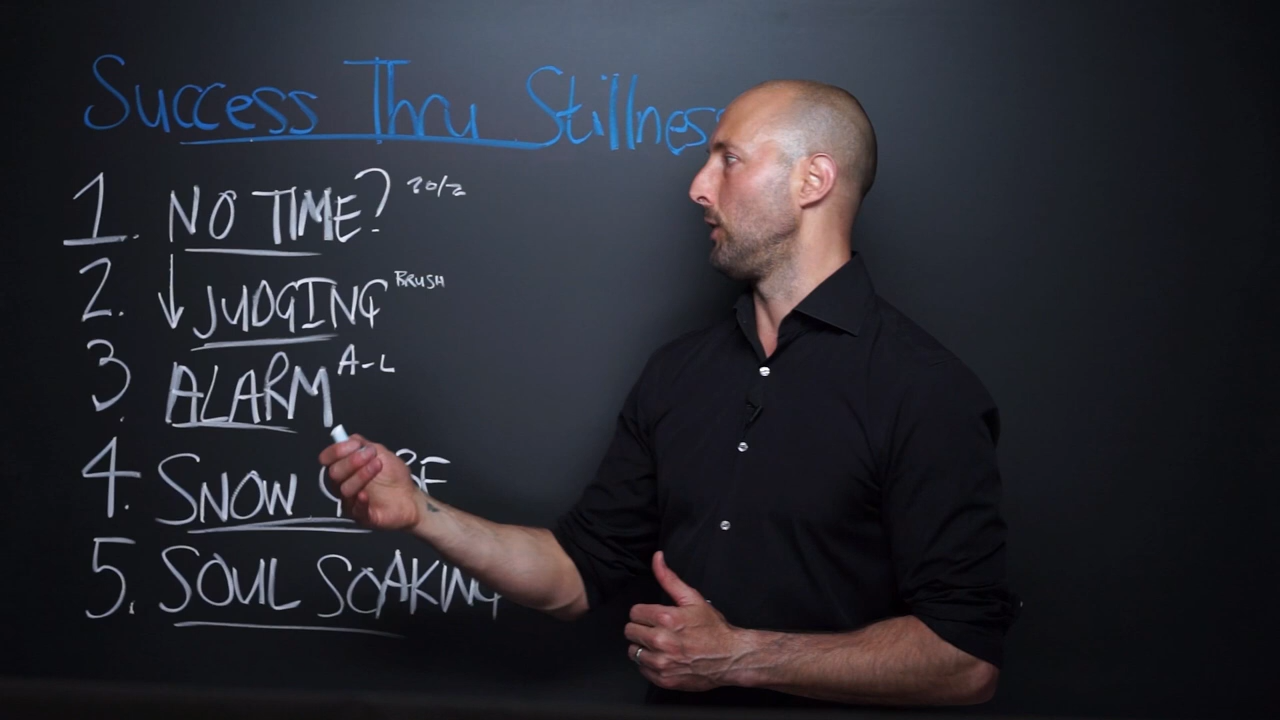 Success Thru Stillness
1. NO TIME? 20/2
2. ↓ JUDGING BRUSH
3. ALARM A-L
4. SNOW
5. SOUL SOAKING